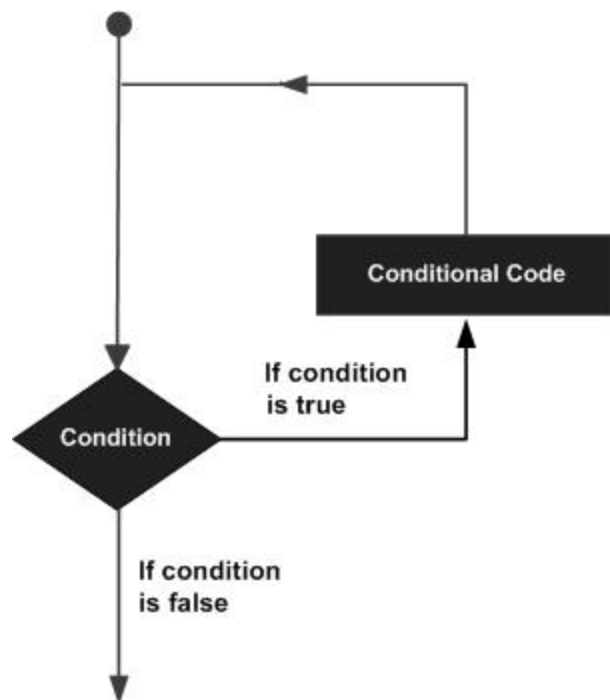 Conditional Code
If condition
is true
Condition
If condition
is false